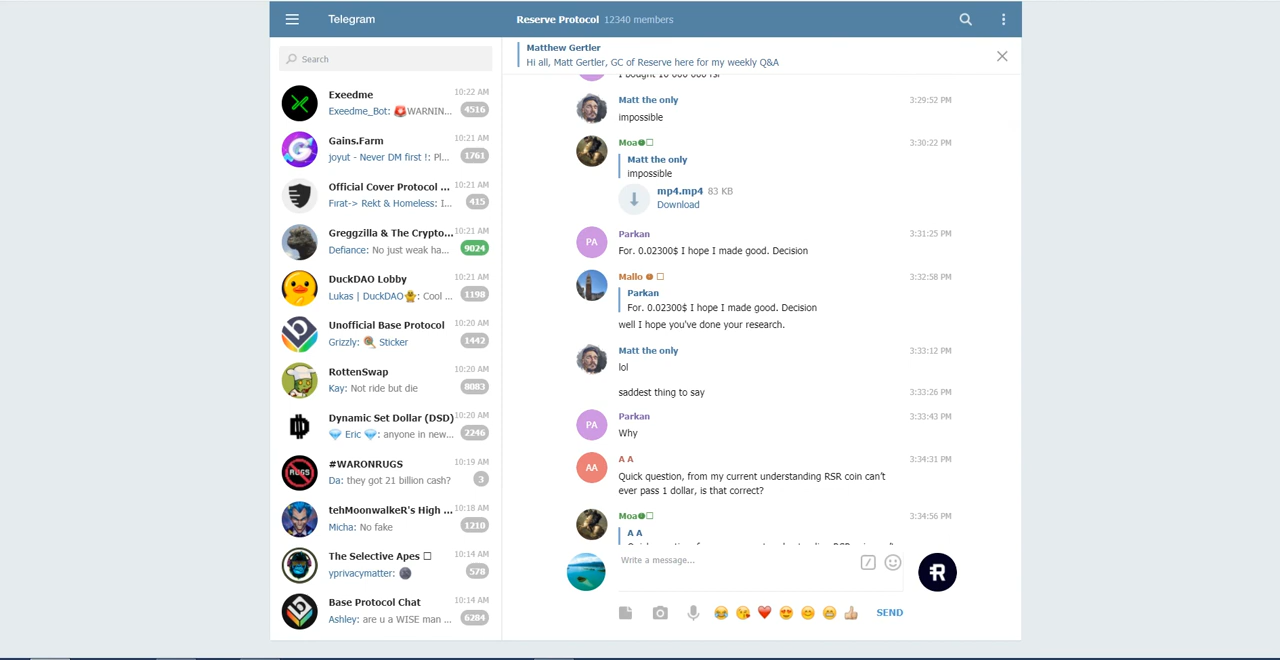 Telegram
Reserve Protocol 12340 members
Search
Exeedme 10:22 AM
Exeedme_Bot: 🚨WARNIN... 4516
Gains.Farm 10:21 AM
joyut - Never DM first !: Pl... 1761
Official Cover Protocol ... 10:21 AM
Fırat-> Rekt & Homeless: I... 415
Greggzilla & The Crypto... 10:21 AM
Defiance: No just weak ha... 9024
DuckDAO Lobby 10:21 AM
Lukas | DuckDAO🐥: Cool ... 1198
Unofficial Base Protocol 10:20 AM
Grizzly: 🍭 Sticker 1442
RottenSwap 10:20 AM
Kay: Not ride but die 8083
Dynamic Set Dollar (DSD) 10:20 AM
💎 Eric 💎: anyone in new... 2246
#WARONRUGS 10:19 AM
RUGS
Da: they got 21 billion cash? 3
tehMoonwalkeR's High ... 10:18 AM
Micha: No fake 1210
The Selective Apes 10:14 AM
yprivacymatter: 🌚 578
Base Protocol Chat 10:14 AM
Ashley: are u a WISE man ... 6284
Matthew Gertler
Hi all, Matt Gertler, GC of Reserve here for my weekly Q&A
I bought 10 000 000 rsr
Matt the only 3:29:52 PM
impossible
Moa 3:30:22 PM
Matt the only
impossible
mp4.mp4 83 KB
Download
PA
Parkan 3:31:25 PM
For. 0.02300$ I hope I made good. Decision
Mallo 3:32:58 PM
Parkan
For. 0.02300$ I hope I made good. Decision
well I hope you've done your research.
Matt the only 3:33:12 PM
lol
saddest thing to say 3:33:26 PM
PA
Parkan 3:33:43 PM
Why
AA
A A 3:34:31 PM
Quick question, from my current understanding RSR coin can't
ever pass 1 dollar, is that correct?
Moa 3:34:56 PM
A A
Write a message...
SEND